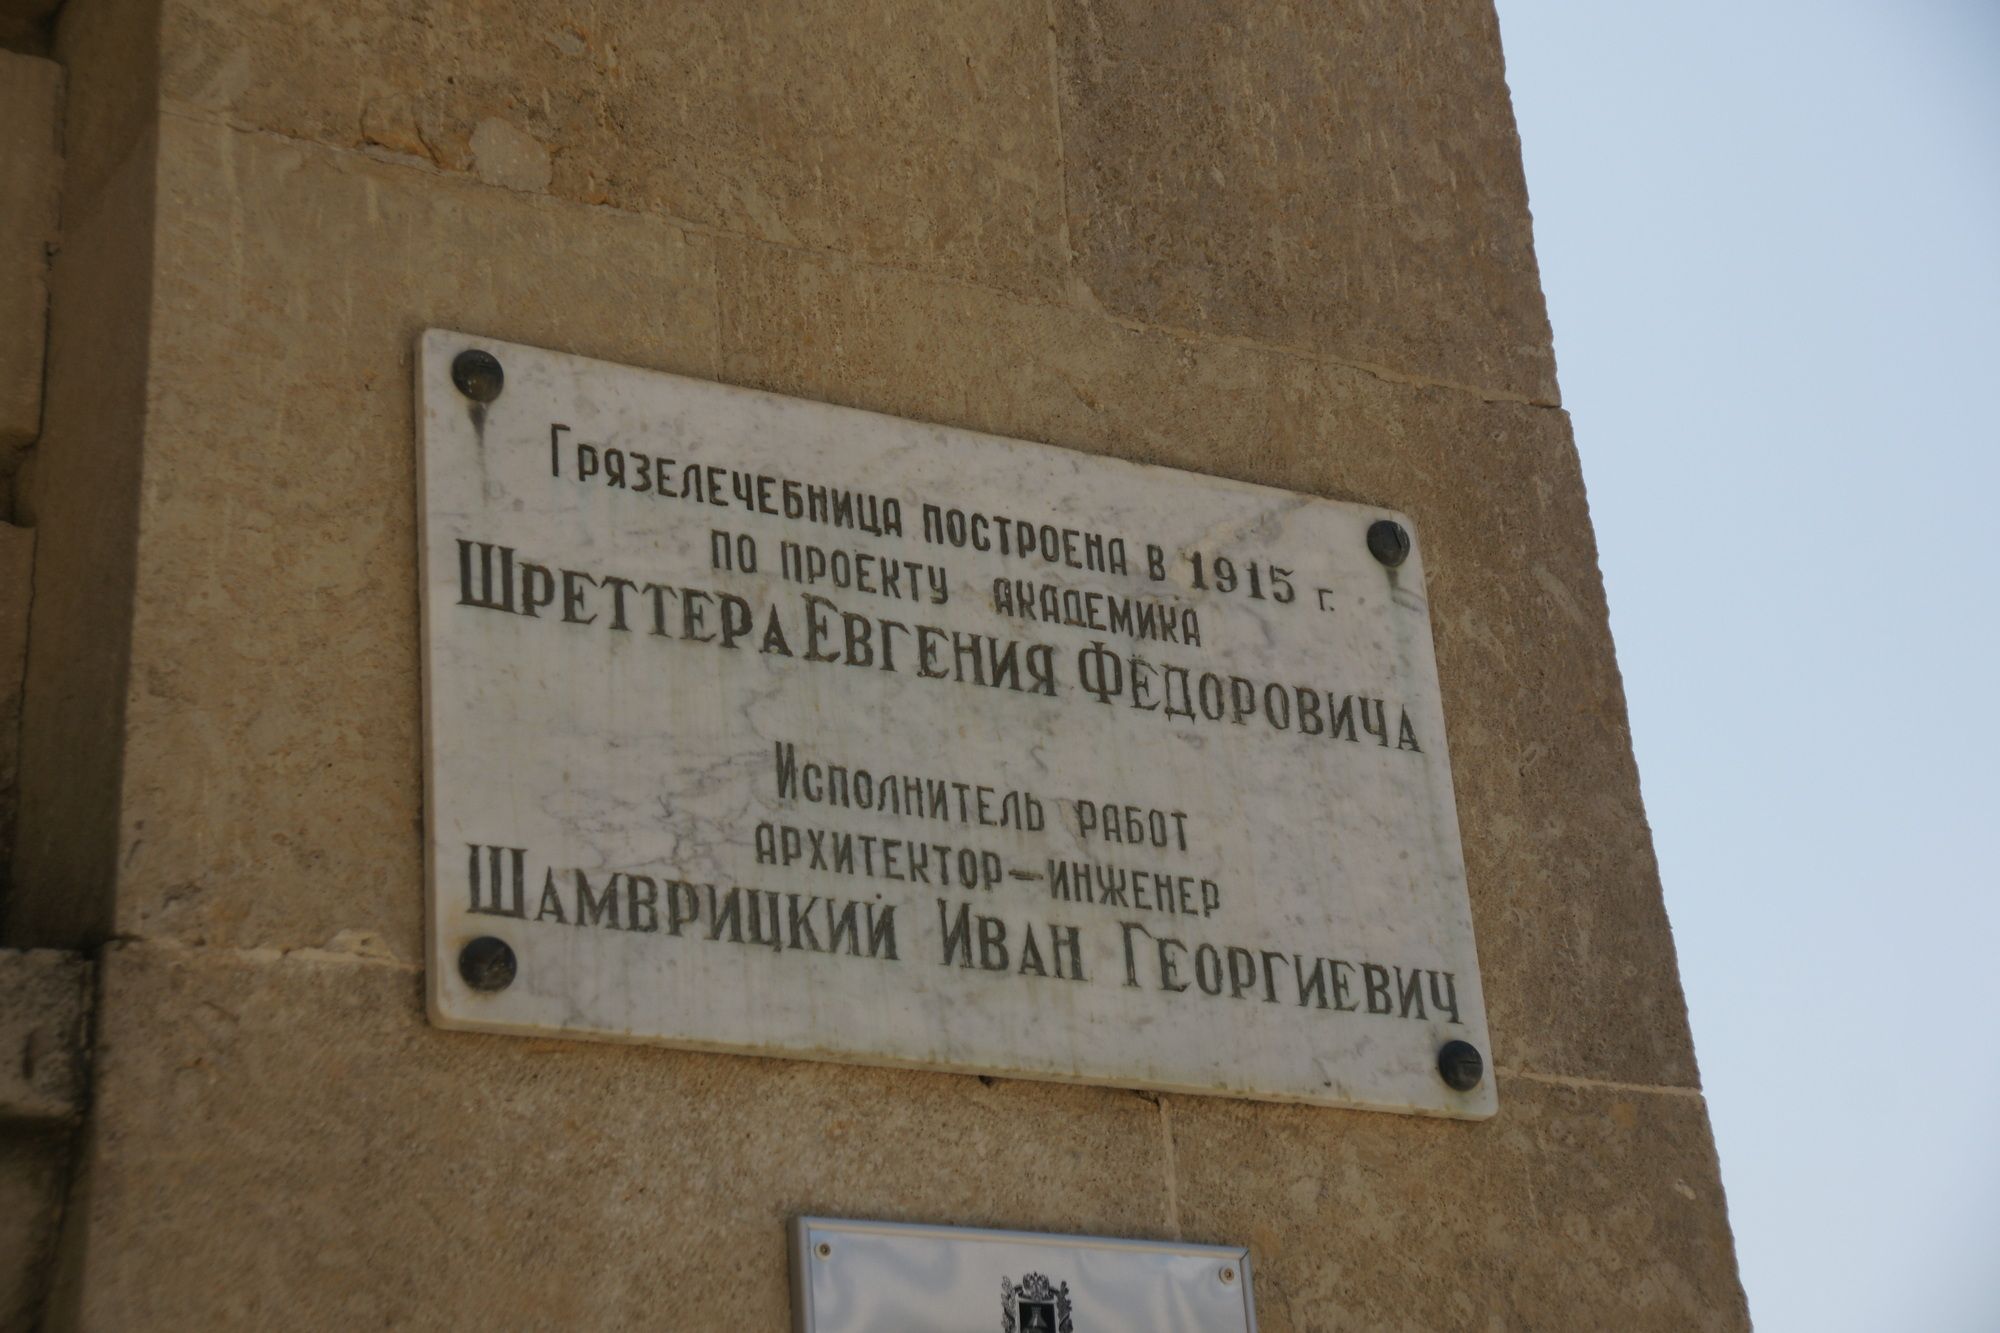 Грязелечебница построена в 1915 г.
по проекту академика
Шреттера Евгения Федоровича
Исполнитель работ
архитектор—инженер
Шамврицкий Иван Георгиевич